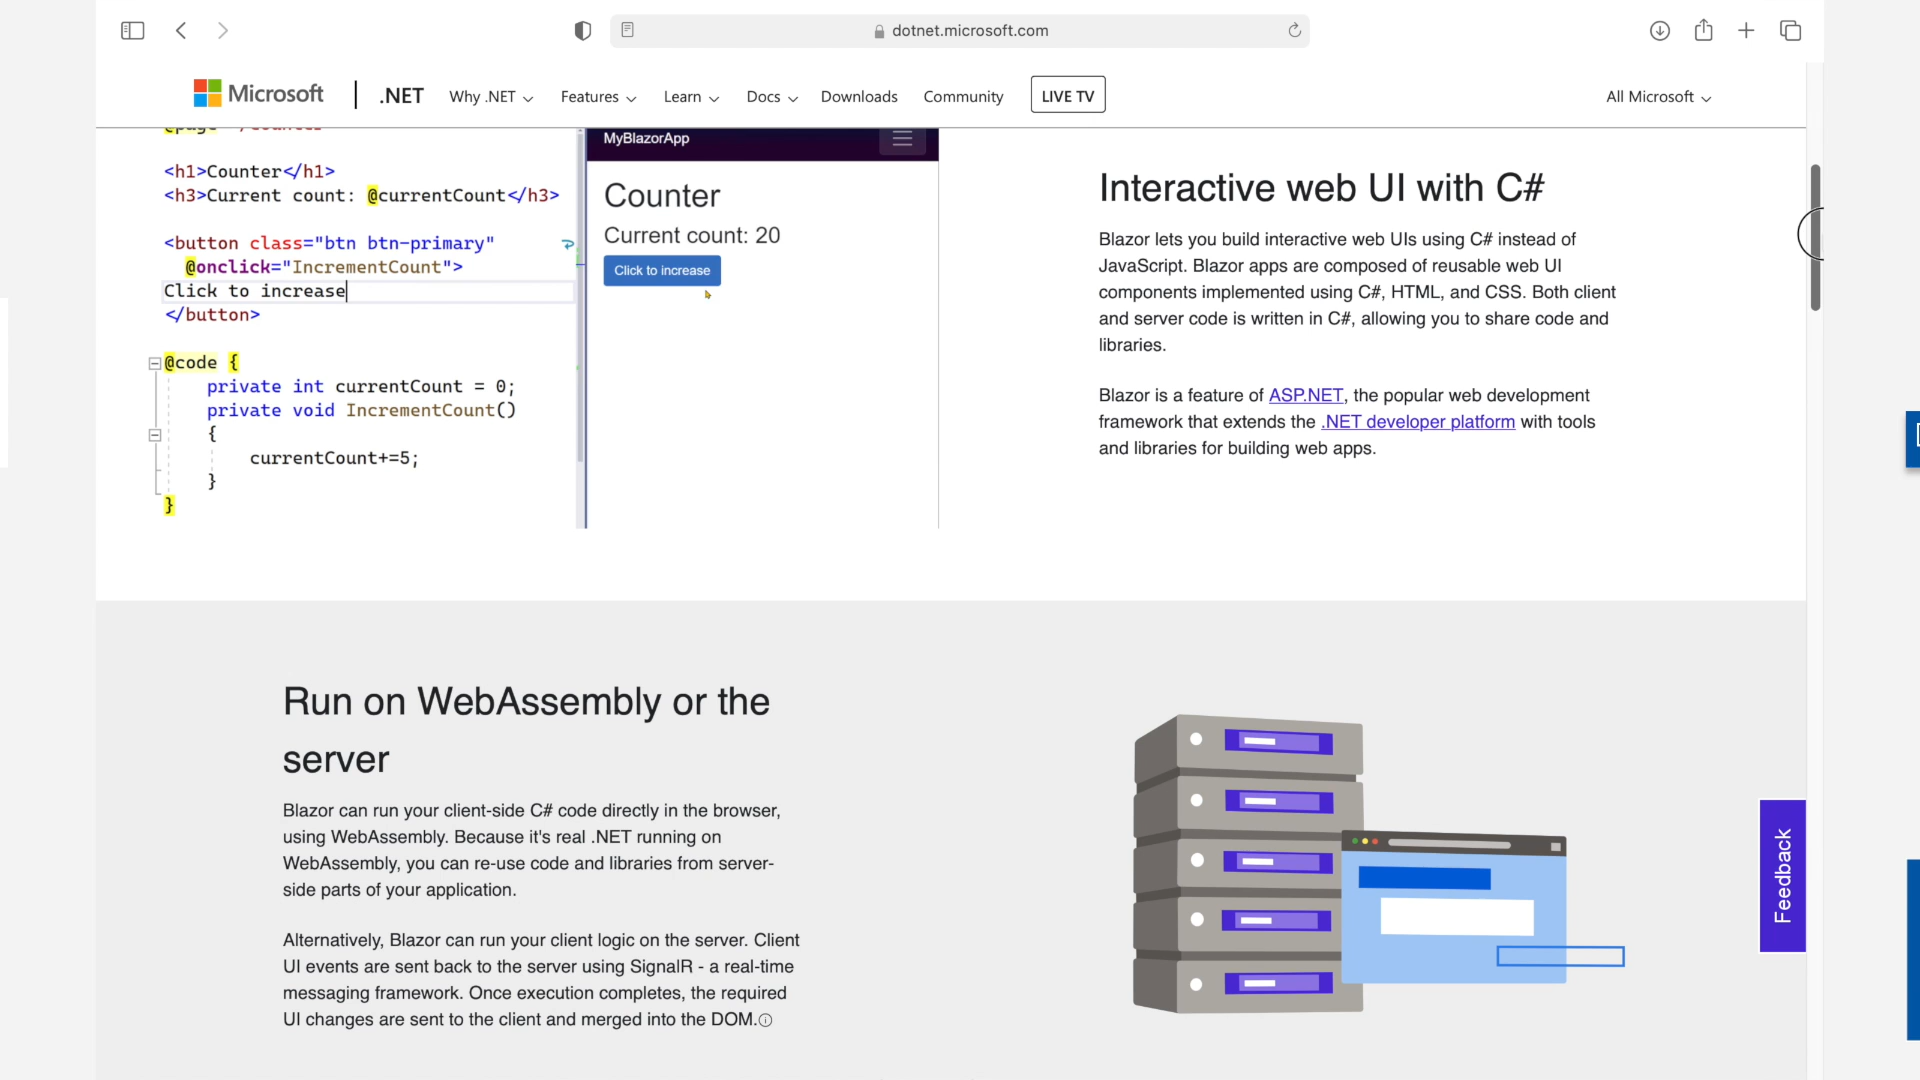 dotnet.microsoft.com
Microsoft
.NET
Why .NET
Features
Learn
Docs
Downloads
Community
LIVE TV
All Microsoft
<h1>Counter</h1>
<h3>Current count: @currentCount</h3>
<button class="btn btn-primary"
@onclick="IncrementCount">
Click to increase
</button>
@code {
private int currentCount = 0;
private void IncrementCount()
{
currentCount+=5;
}
}
MyBlazorApp
Counter
Current count: 20
Click to increase
Interactive web UI with C#
Blazor lets you build interactive web UIs using C# instead of
JavaScript. Blazor apps are composed of reusable web UI
components implemented using C#, HTML, and CSS. Both client
and server code is written in C#, allowing you to share code and
libraries.
Blazor is a feature of ASP.NET, the popular web development
framework that extends the .NET developer platform with tools
and libraries for building web apps.
Run on WebAssembly or the
server
Blazor can run your client-side C# code directly in the browser,
using WebAssembly. Because it's real .NET running on
WebAssembly, you can re-use code and libraries from server-
side parts of your application.
Alternatively, Blazor can run your client logic on the server. Client
UI events are sent back to the server using SignalR - a real-time
messaging framework. Once execution completes, the required
UI changes are sent to the client and merged into the DOM.
Feedback